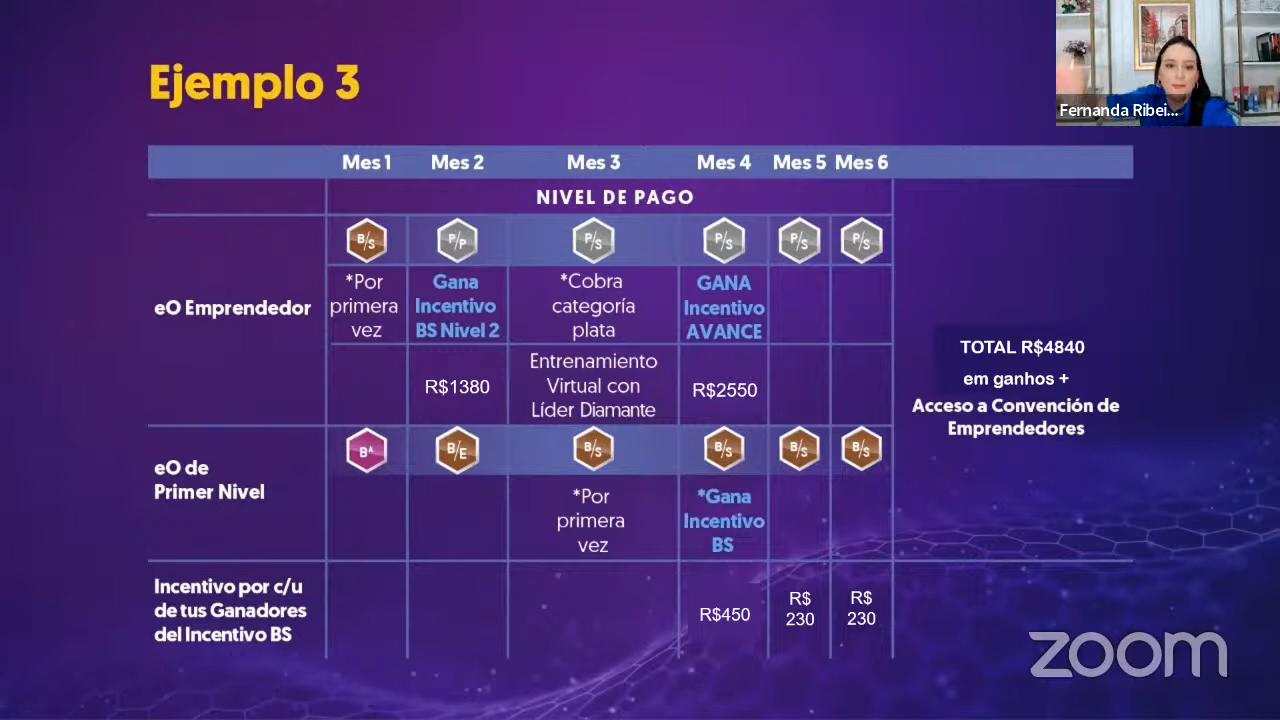 Ejemplo 3
Fernanda Ribei...
Mes 1 Mes 2 Mes 3 Mes 4 Mes 5 Mes 6
NIVEL DE PAGO
B/S P/P P/S P/S P/S P/S
eO Emprendedor
*Por
primera
vez
Gana
Incentivo
BS Nivel 2
*Cobra
categoría
plata
GANA
Incentivo
AVANCE
R$1380
Entrenamiento
Virtual con
Líder Diamante
R$2550
TOTAL R$4840
em ganhos +
Acceso a Convención de
Emprendedores
BA B/E B/S B/S B/S B/S
eO de
Primer Nivel
*Por
primera
vez
*Gana
Incentivo
BS
Incentivo por c/u
de tus Ganadores
del Incentivo BS
R$450
R$
230
R$
230
zoom